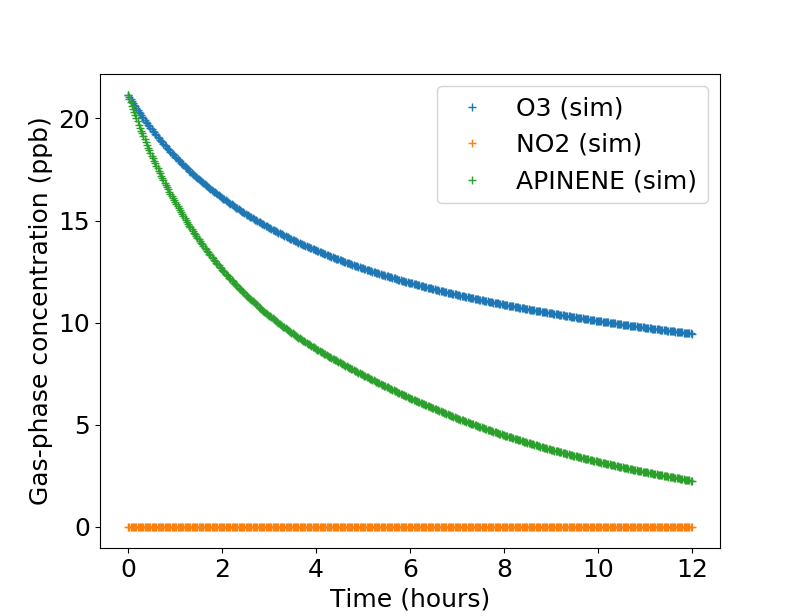 O3 (sim)
NO2 (sim)
APINENE (sim)
Gas-phase concentration (ppb)
20
15
10
5
0
0 2 4 6 8 10 12
Time (hours)